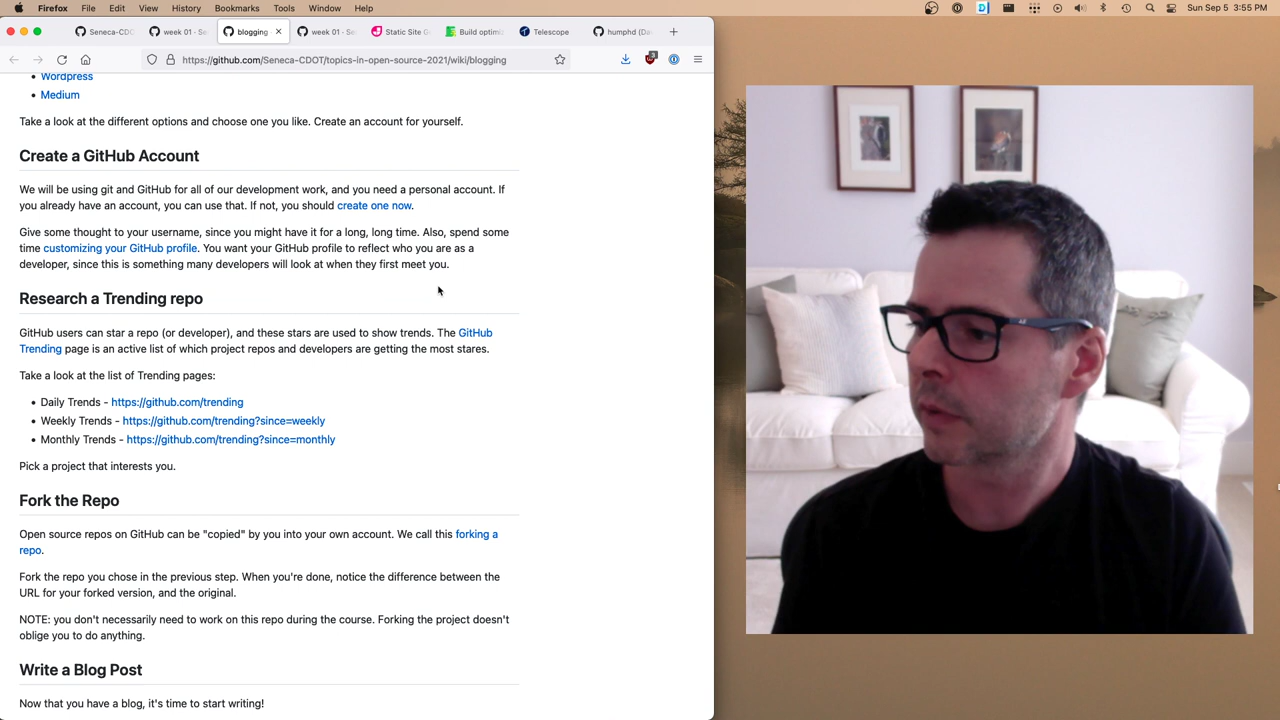 Firefox File Edit View History Bookmarks Tools Window Help
Sun Sep 5 3:55 PM
Seneca-CDC
week 01 · Se
blogging
week 01 · Se
Static Site G
Build optimi
Telescope
humphd (Da
https://github.com/Seneca-CDOT/topics-in-open-source-2021/wiki/blogging
Wordpress
Medium
Take a look at the different options and choose one you like. Create an account for yourself.
Create a GitHub Account
We will be using git and GitHub for all of our development work, and you need a personal account. If
you already have an account, you can use that. If not, you should create one now.
Give some thought to your username, since you might have it for a long, long time. Also, spend some
time customizing your GitHub profile. You want your GitHub profile to reflect who you are as a
developer, since this is something many developers will look at when they first meet you.
Research a Trending repo
GitHub users can star a repo (or developer), and these stars are used to show trends. The GitHub
Trending page is an active list of which project repos and developers are getting the most stares.
Take a look at the list of Trending pages:
Daily Trends - https://github.com/trending
Weekly Trends - https://github.com/trending?since=weekly
Monthly Trends - https://github.com/trending?since=monthly
Pick a project that interests you.
Fork the Repo
Open source repos on GitHub can be "copied" by you into your own account. We call this forking a
repo.
Fork the repo you chose in the previous step. When you're done, notice the difference between the
URL for your forked version, and the original.
NOTE: you don't necessarily need to work on this repo during the course. Forking the project doesn't
oblige you to do anything.
Write a Blog Post
Now that you have a blog, it's time to start writing!